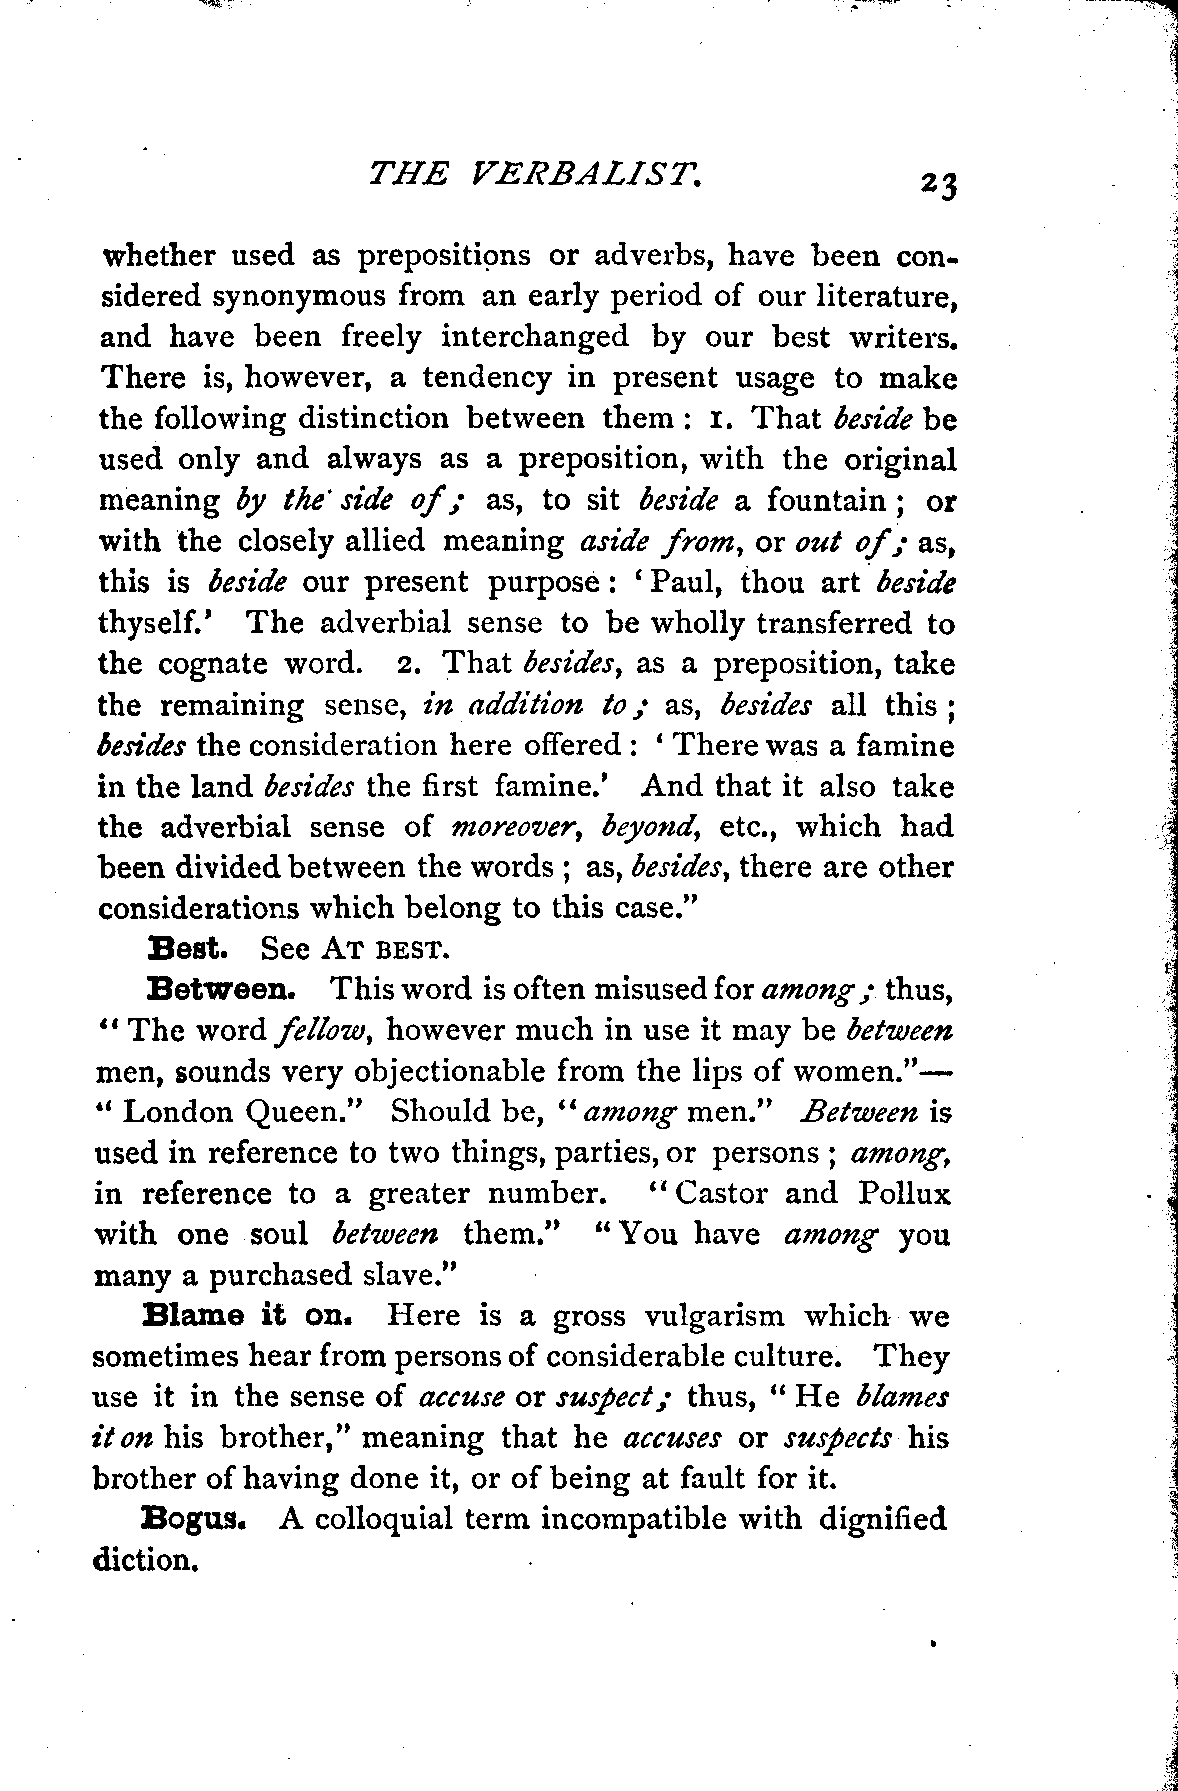 THE VERBALIST.
23
whether used as prepositions or adverbs, have been con-
sidered synonymous from an early period of our literature,
and have been freely interchanged by our best writers.
There is, however, a tendency in present usage to make
the following distinction between them : 1. That beside be
used only and always as a preposition, with the original
meaning by the side of ; as, to sit beside a fountain ; or
with the closely allied meaning aside from, or out of ; as,
this is beside our present purpose : ‘ Paul, thou art beside
thyself.’ The adverbial sense to be wholly transferred to
the cognate word. 2. That besides, as a preposition, take
the remaining sense, in addition to ; as, besides all this ;
besides the consideration here offered : ‘ There was a famine
in the land besides the first famine.’ And that it also take
the adverbial sense of moreover, beyond, etc., which had
been divided between the words ; as, besides, there are other
considerations which belong to this case.”
Best. See AT BEST.
Between. This word is often misused for among ; thus,
“ The word fellow, however much in use it may be between
men, sounds very objectionable from the lips of women.”—
“ London Queen.” Should be, “ among men.” Between is
used in reference to two things, parties, or persons ; among,
in reference to a greater number. “ Castor and Pollux
with one soul between them.” “ You have among you
many a purchased slave.”
Blame it on. Here is a gross vulgarism which we
sometimes hear from persons of considerable culture. They
use it in the sense of accuse or suspect ; thus, “ He blames
it on his brother,” meaning that he accuses or suspects his
brother of having done it, or of being at fault for it.
Bogus. A colloquial term incompatible with dignified
diction.